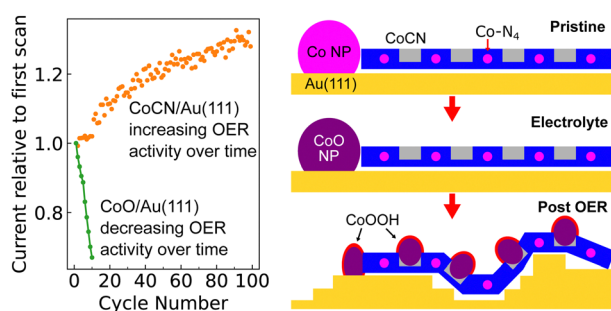 Current relative to first scan
1.2
1.0
0.8
0
20
40
60
80
100
Cycle Number
CoCN/Au(111)
increasing OER
activity over time
CoO/Au(111)
decreasing OER
activity over time
Co NP
CoCN
Co-N4
Pristine
Au(111)
CoO
NP
Electrolyte
CoOOH
Post OER